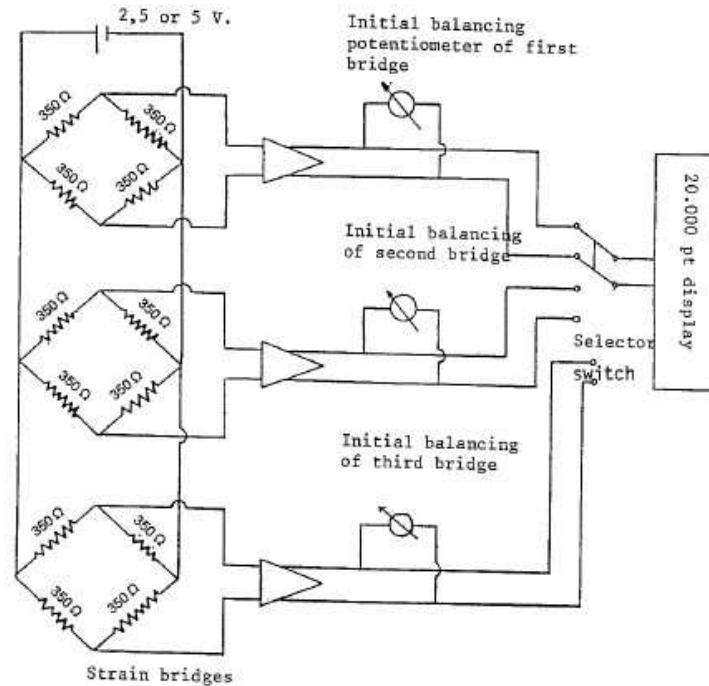 2,5 or 5 V.
Initial balancing
potentiometer of first
bridge
350 Ω
350 Ω
350 Ω
350 Ω
20.000 pt display
Initial balancing
of second bridge
350 Ω
350 Ω
350 Ω
350 Ω
Selector
switch
Initial balancing
of third bridge
350 Ω
350 Ω
350 Ω
350 Ω
Strain bridges